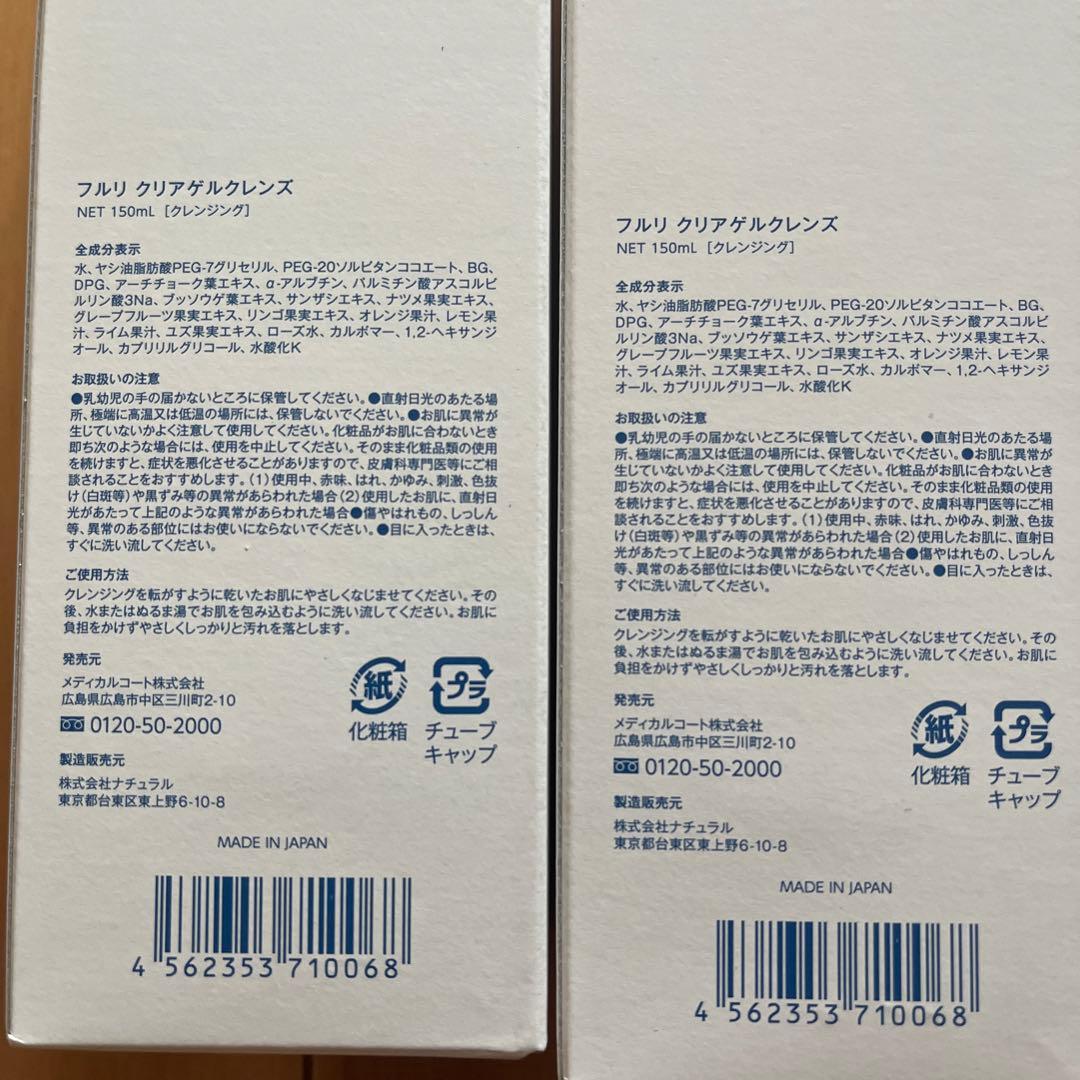 フルリ クリアゲルクレンズ
NET 150mL [クレンジング]
全成分表示
水、ヤシ油脂肪酸PEG-7グリセリル、PEG-20ソルビタンココエート、BG、
DPG、アーチチョーク葉エキス、α-アルブチン、パルミチン酸アスコルビ
ルリン酸3Na、ブッソウゲ葉エキス、サンザシエキス、ナツメ果実エキス、
グレープフルーツ果実エキス、リンゴ果実エキス、オレンジ果汁、レモン果
汁、ライム果汁、ユズ果実エキス、ローズ水、カルボマー、1,2-ヘキサンジ
オール、カプリリルグリコール、水酸化K
お取扱いの注意
●乳幼児の手の届かないところに保管してください。●直射日光のあたる場
所、極端に高温又は低温の場所には、保管しないでください。●お肌に異常が
生じていないかよく注意して使用してください。化粧品がお肌に合わないとき
即ち次のような場合には、使用を中止してください。そのまま化粧品類の使用
を続けますと、症状を悪化させることがありますので、皮膚科専門医等にご相
談されることをおすすめします。(1)使用中、赤味、はれ、かゆみ、刺激、色抜
け(白斑等)や黒ずみ等の異常があらわれた場合(2)使用したお肌に、直射日
光があたって上記のような異常があらわれた場合●傷やはれもの、しっしん
等、異常のある部位にはお使いにならないでください。●目に入ったときは、
すぐに洗い流してください。
ご使用方法
クレンジングを転がすように乾いたお肌にやさしくなじませてください。その
後、水またはぬるま湯でお肌を包み込むように洗い流してください。お肌に
負担をかけずやさしくしっかりと汚れを落とします。
発売元
メディカルコート株式会社
広島県広島市中区三川町2-10
0120-50-2000
紙
化粧箱
プラ
チューブ
キャップ
製造販売元
株式会社ナチュラル
東京都台東区東上野6-10-8
MADE IN JAPAN
4 562353 710068
フルリ クリアゲルクレンズ
NET 150mL [クレンジング]
全成分表示
水、ヤシ油脂肪酸PEG-7グリセリル、PEG-20ソルビタンココエート、BG、
DPG、アーチチョーク葉エキス、α-アルブチン、パルミチン酸アスコルビ
ルリン酸3Na、ブッソウゲ葉エキス、サンザシエキス、ナツメ果実エキス、
グレープフルーツ果実エキス、リンゴ果実エキス、オレンジ果汁、レモン果
汁、ライム果汁、ユズ果実エキス、ローズ水、カルボマー、1,2-ヘキサンジ
オール、カプリリルグリコール、水酸化K
お取扱いの注意
●乳幼児の手の届かないところに保管してください。●直射日光のあたる場
所、極端に高温又は低温の場所には、保管しないでください。●お肌に異常が
生じていないかよく注意して使用してください。化粧品がお肌に合わないとき
即ち次のような場合には、使用を中止してください。そのまま化粧品類の使用
を続けますと、症状を悪化させることがありますので、皮膚科専門医等にご相
談されることをおすすめします。(1)使用中、赤味、はれ、かゆみ、刺激、色抜
け(白斑等)や黒ずみ等の異常があらわれた場合(2)使用したお肌に、直射日
光があたって上記のような異常があらわれた場合●傷やはれもの、しっしん
等、異常のある部位にはお使いにならないでください。●目に入ったときは、
すぐに洗い流してください。
ご使用方法
クレンジングを転がすように乾いたお肌にやさしくなじませてください。その
後、水またはぬるま湯でお肌を包み込むように洗い流してください。お肌に
負担をかけずやさしくしっかりと汚れを落とします。
発売元
メディカルコート株式会社
広島県広島市中区三川町2-10
0120-50-2000
紙
化粧箱
プラ
チューブ
キャップ
製造販売元
株式会社ナチュラル
東京都台東区東上野6-10-8
MADE IN JAPAN
4 562353 710068